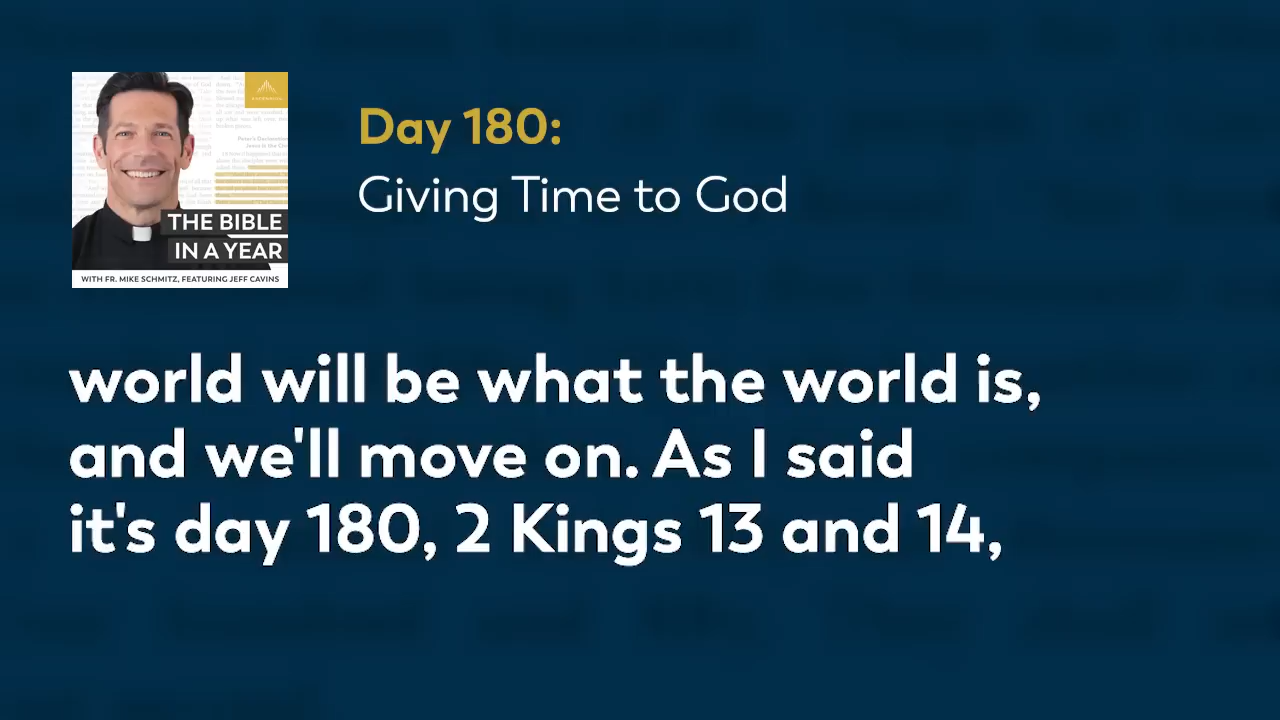 Day 180:
Giving Time to God
THE BIBLE
IN A YEAR
WITH FR. MIKE SCHMITZ, FEATURING JEFF CAVINS
world will be what the world is,
and we'll move on. As I said
it's day 180, 2 Kings 13 and 14,